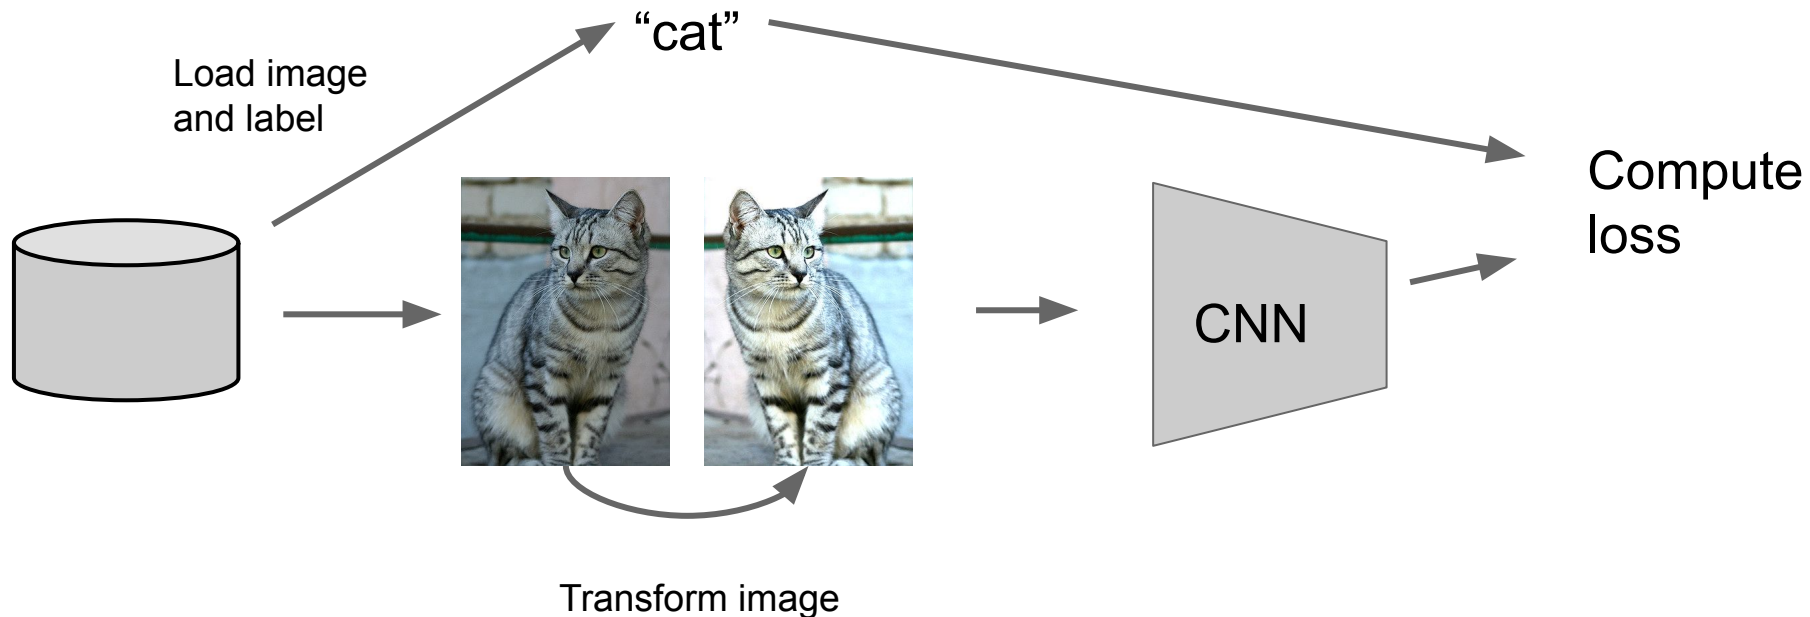 “cat”
Load image
and label
Compute
loss
CNN
Transform image